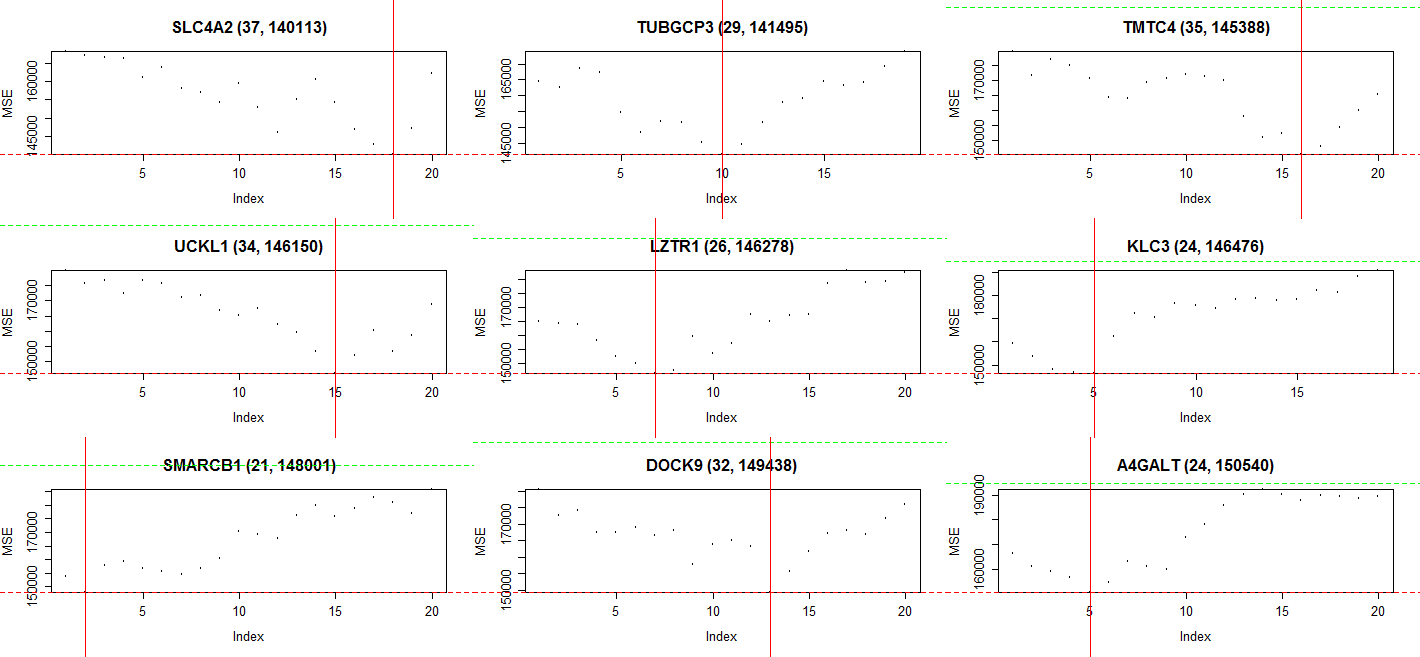 SLC4A2 (37, 140113)
MSE
145000 160000
5 10 15 20
Index
TUBGCP3 (29, 141495)
MSE
145000 165000
5 10 15
Index
TMTC4 (35, 145388)
MSE
150000 170000
5 10 15 20
Index
UCKL1 (34, 146150)
MSE
150000 170000
5 10 15 20
Index
LZTR1 (26, 146278)
MSE
150000 170000
5 10 15 20
Index
KLC3 (24, 146476)
MSE
150000 180000
5 10 15
Index
SMARCB1 (21, 148001)
MSE
150000 170000
5 10 15 20
Index
DOCK9 (32, 149438)
MSE
150000 170000
5 10 15 20
Index
A4GALT (24, 150540)
MSE
160000 190000
5 10 15 20
Index